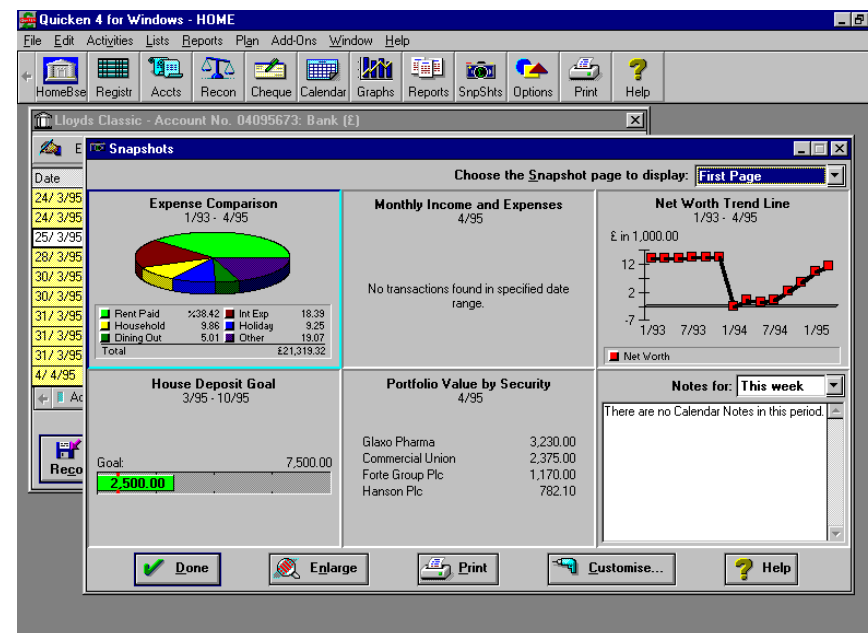 Quicken 4 for Windows - HOME
File Edit Activities Lists Reports Plan Add-Ons Window Help
HomeBse Registr Accts Recon Cheque Calendar Graphs Reports SnpShts Options Print Help
Lloyds Classic - Account No. 04095673: Bank (£)
E
Snapshots
Choose the Snapshot page to display: First Page
Date
24/ 3/95
24/ 3/95
25/ 3/95
28/ 3/95
30/ 3/95
30/ 3/95
31/ 3/95
31/ 3/95
31/ 3/95
4/ 4/95
Ac
Reco
Expense Comparison
1/93 - 4/95
Rent Paid %38.42 Int Exp 18.39
Household 9.86 Holiday 9.25
Dining Out 5.01 Other 19.07
Total £21,319.32
Monthly Income and Expenses
4/95
No transactions found in specified date
range.
Net Worth Trend Line
1/93 - 4/95
£ in 1,000.00
12
2
-7
1/93 7/93 1/94 7/94 1/95
Net Worth
House Deposit Goal
3/95 - 10/95
Goal: 7,500.00
2,500.00
Portfolio Value by Security
4/95
Glaxo Pharma 3,230.00
Commercial Union 2,375.00
Forte Group Plc 1,170.00
Hanson Plc 782.10
Notes for: This week
There are no Calendar Notes in this period.
Done Enlarge Print Customise... Help